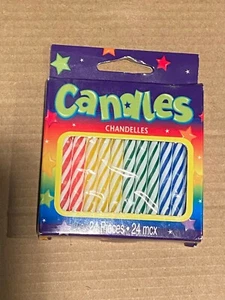 Candles
CHANDELLES
24 Pieces • 24 mcx